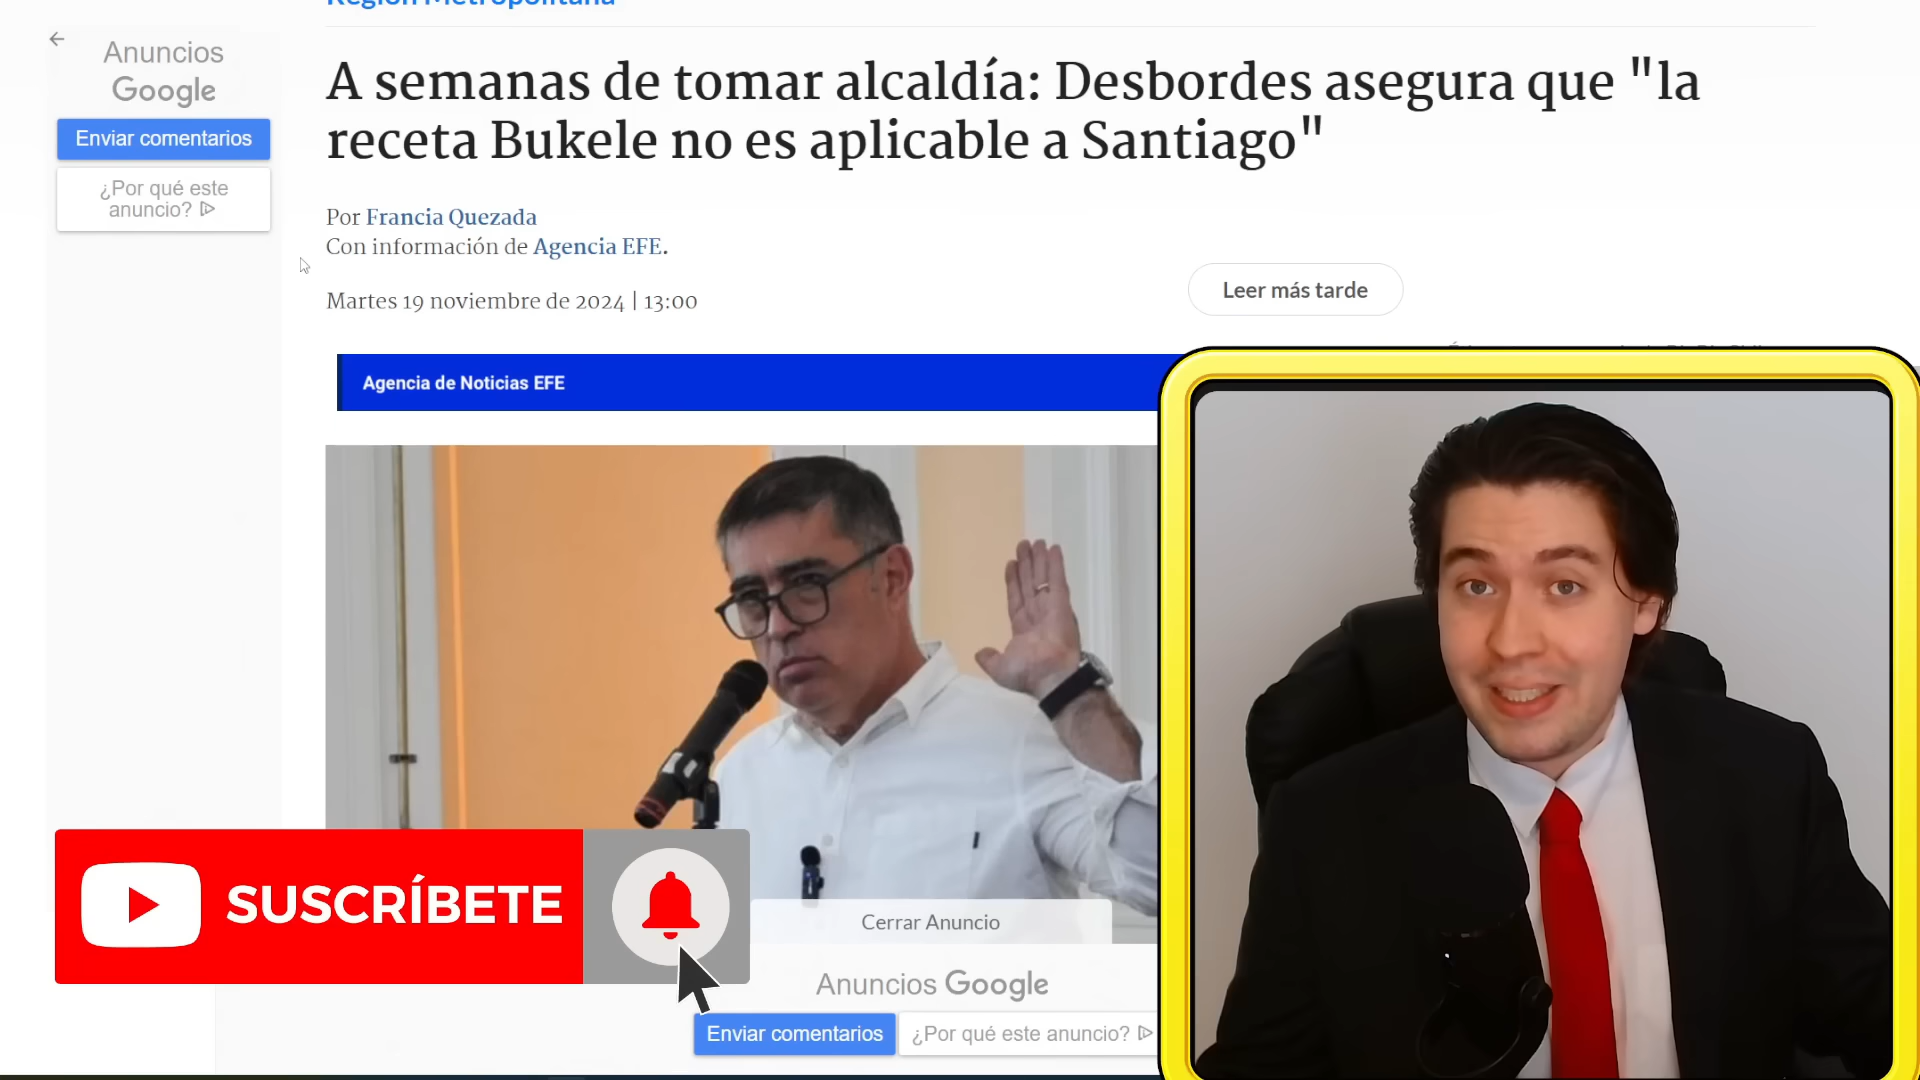 Región Metropolitana
Anuncios
Google
Enviar comentarios
¿Por qué este
anuncio?
A semanas de tomar alcaldía: Desbordes asegura que "la
receta Bukele no es aplicable a Santiago"
Por Francia Quezada
Con información de Agencia EFE.
Martes 19 noviembre de 2024 | 13:00
Leer más tarde
Agencia de Noticias EFE
SUSCRÍBETE
Cerrar Anuncio
Anuncios Google
Enviar comentarios
¿Por qué este anuncio?